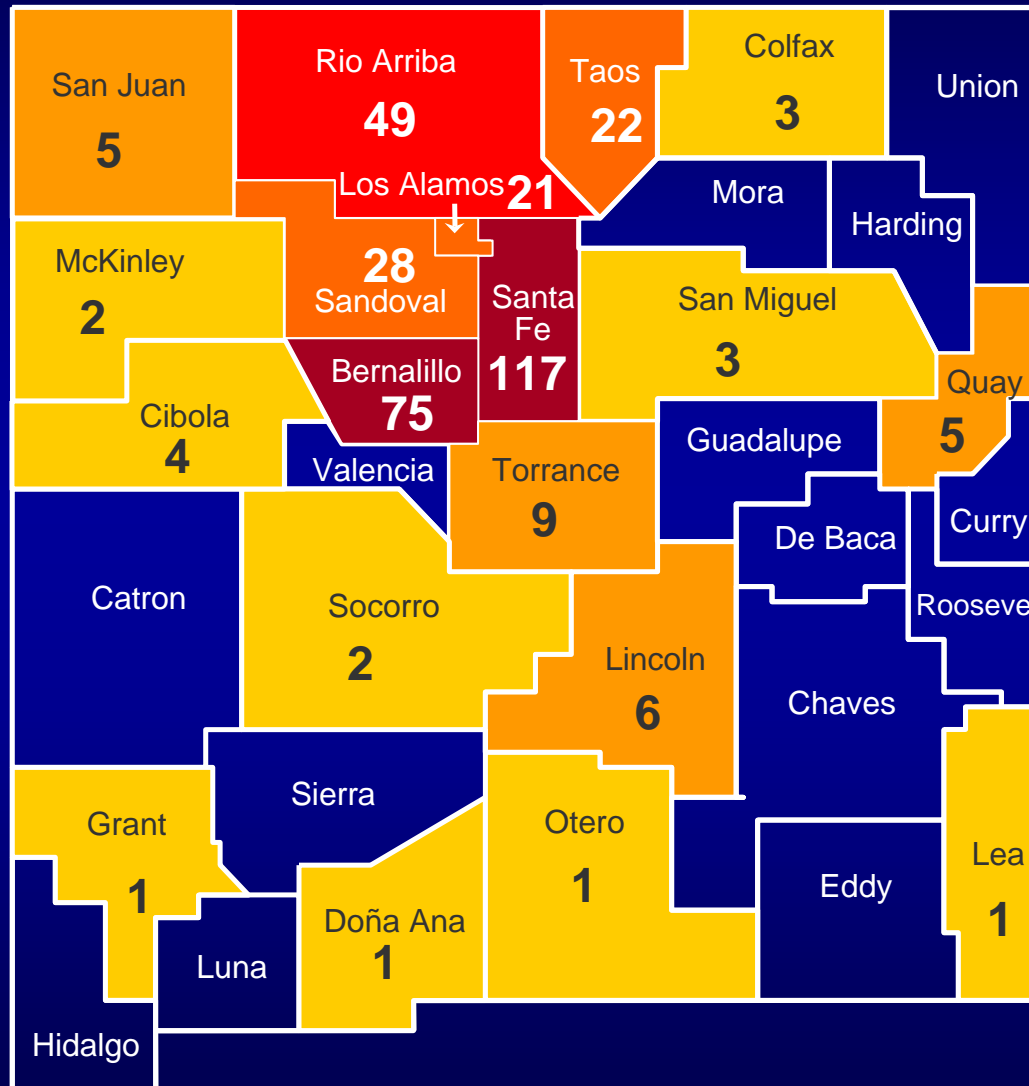 San Juan
5
Rio Arriba
49
Taos
22
Colfax
3
Union
Los Alamos 21
Mora
Harding
McKinley
2
28
Sandoval
Santa
Fe
117
San Miguel
3
Bernalillo
75
Quay
5
Cibola
4
Valencia
Torrance
9
Guadalupe
De Baca
Curry
Catron
Socorro
2
Lincoln
6
Rooseve
Chaves
Sierra
Grant
1
Otero
1
Lea
1
Eddy
Doña Ana
1
Luna
Hidalgo